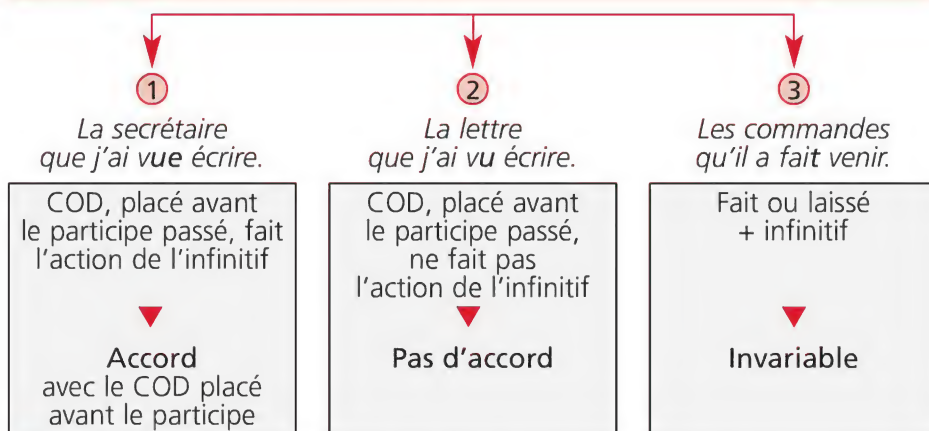 1
La secrétaire
que j'ai vue écrire.
COD, placé avant
le participe passé, fait
l'action de l'infinitif
Accord
avec le COD placé
avant le participe
2
La lettre
que j'ai vu écrire.
COD, placé avant
le participe passé,
ne fait pas
l'action de l'infinitif
Pas d'accord
3
Les commandes
qu'il a fait venir.
Fait ou laissé
+ infinitif
Invariable